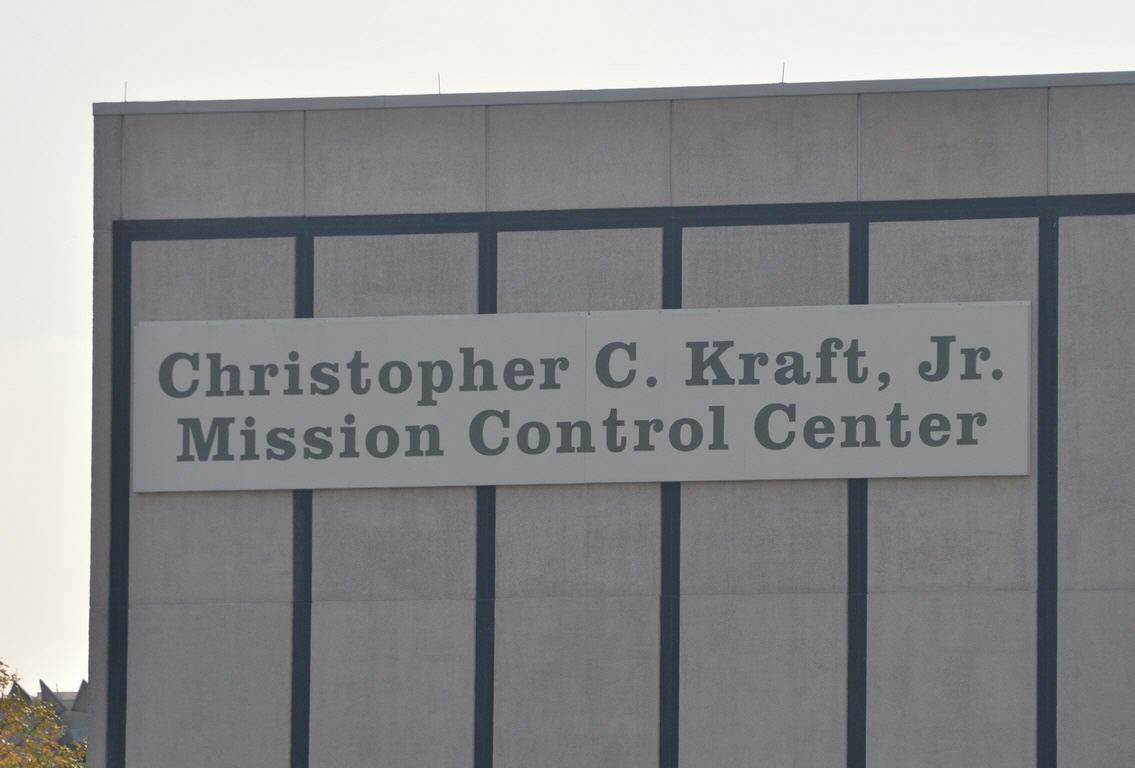 Christopher C. Kraft, Jr.
Mission Control Center